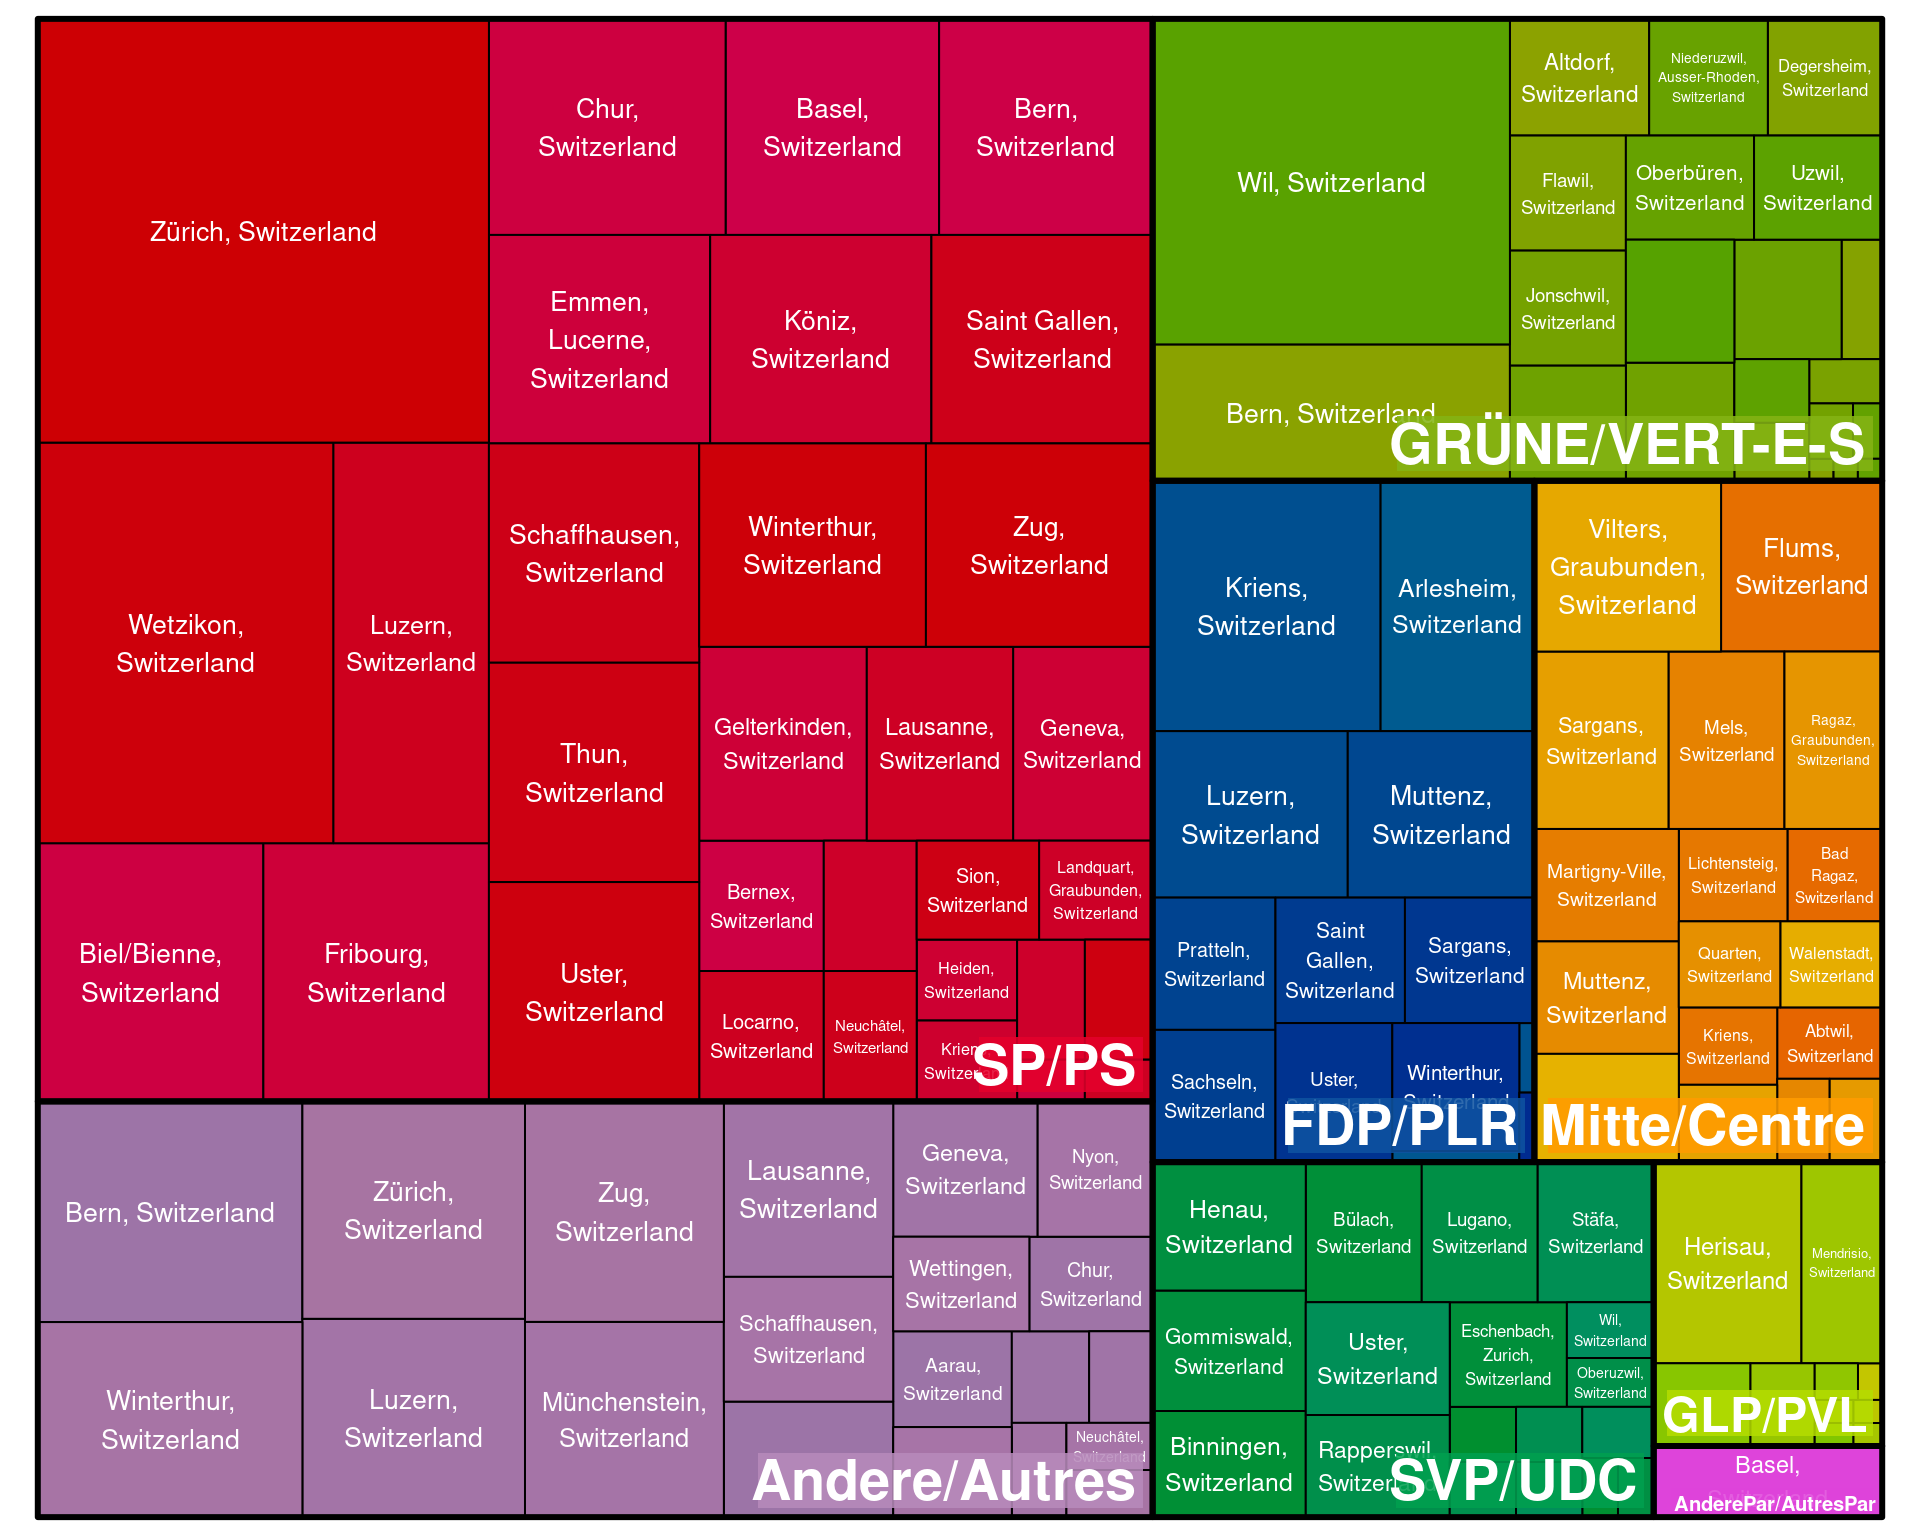 Zürich, Switzerland
Chur,
Switzerland
Basel,
Switzerland
Bern,
Switzerland
Emmen,
Lucerne,
Switzerland
Köniz,
Switzerland
Saint Gallen,
Switzerland
Wetzikon,
Switzerland
Luzern,
Switzerland
Schaffhausen,
Switzerland
Winterthur,
Switzerland
Zug,
Switzerland
Thun,
Switzerland
Gelterkinden,
Switzerland
Lausanne,
Switzerland
Geneva,
Switzerland
Biel/Bienne,
Switzerland
Fribourg,
Switzerland
Uster,
Switzerland
Bernex,
Switzerland
Sion,
Switzerland
Landquart,
Graubunden,
Switzerland
Locarno,
Switzerland
Neuchâtel,
Switzerland
Heiden,
Switzerland
SP/PS
Wil, Switzerland
Altdorf,
Switzerland
Niederuzwil,
Ausser-Rhoden,
Switzerland
Degersheim,
Switzerland
Flawil,
Switzerland
Oberbüren,
Switzerland
Uzwil,
Switzerland
Jonschwil,
Switzerland
Bern, Switzerland
GRÜNE/VERT-E-S
Kriens,
Switzerland
Arlesheim,
Switzerland
Luzern,
Switzerland
Muttenz,
Switzerland
Pratteln,
Switzerland
Saint
Gallen,
Switzerland
Sargans,
Switzerland
Sachseln,
Switzerland
Uster,
Switzerland
Winterthur,
Switzerland
FDP/PLR
Vilters,
Graubunden,
Switzerland
Flums,
Switzerland
Sargans,
Switzerland
Mels,
Switzerland
Ragaz,
Graubunden,
Switzerland
Martigny-Ville,
Switzerland
Lichtensteig,
Switzerland
Bad
Ragaz,
Switzerland
Muttenz,
Switzerland
Quarten,
Switzerland
Walenstadt,
Switzerland
Kriens,
Switzerland
Abtwil,
Switzerland
Mitte/Centre
Bern, Switzerland
Zürich,
Switzerland
Zug,
Switzerland
Lausanne,
Switzerland
Geneva,
Switzerland
Nyon,
Switzerland
Wettingen,
Switzerland
Chur,
Switzerland
Winterthur,
Switzerland
Luzern,
Switzerland
Münchenstein,
Switzerland
Schaffhausen,
Switzerland
Aarau,
Switzerland
Neuchâtel,
Switzerland
Andere/Autres
Henau,
Switzerland
Bülach,
Switzerland
Lugano,
Switzerland
Stäfa,
Switzerland
Gommiswald,
Switzerland
Uster,
Switzerland
Eschenbach,
Zurich,
Switzerland
Wil,
Switzerland
Oberuzwil,
Switzerland
Binningen,
Switzerland
Rapperswil,
SVP/UDC
Herisau,
Switzerland
Mendrisio,
Switzerland
GLP/PVL
Basel,
Switzerland
AnderePar/AutresPar